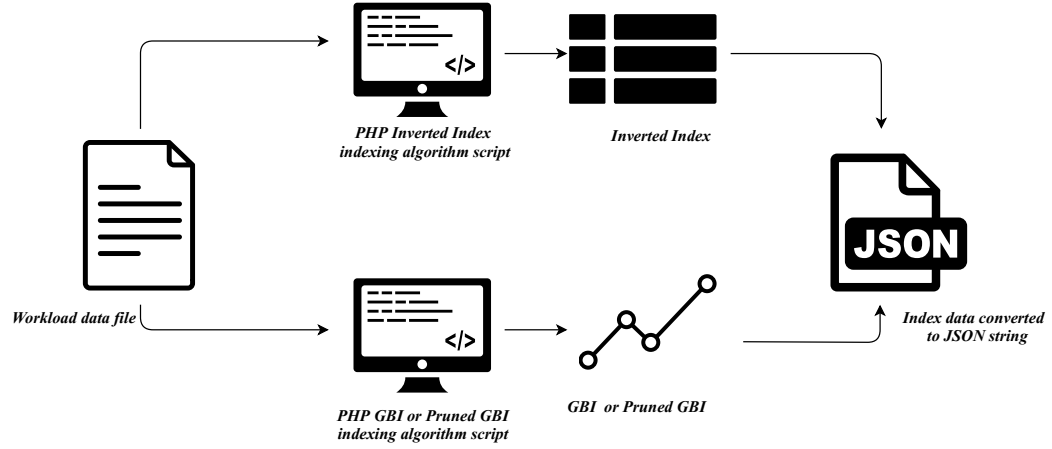 </>
PHP Inverted Index
indexing algorithm script
Inverted Index
JSON
Workload data file
Index data converted
to JSON string
</>
PHP GBI or Pruned GBI
indexing algorithm script
GBI or Pruned GBI